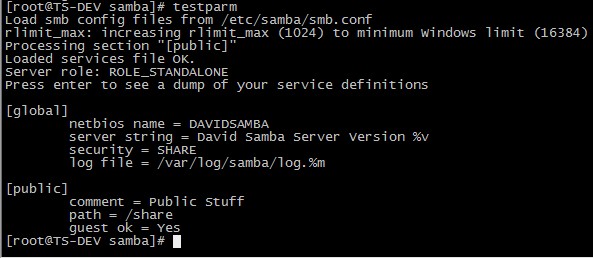 [root@TS-DEV samba]# testparm
Load smb config files from /etc/samba/smb.conf
rlimit_max: increasing rlimit_max (1024) to minimum Windows limit (16384)
Processing section "[public]"
Loaded services file OK.
Server role: ROLE_STANDALONE
Press enter to see a dump of your service definitions
[global]
netbios name = DAVIDSAMBA
server string = David Samba Server Version %v
security = SHARE
log file = /var/log/samba/log.%m
[public]
comment = Public Stuff
path = /share
guest ok = Yes
[root@TS-DEV samba]#